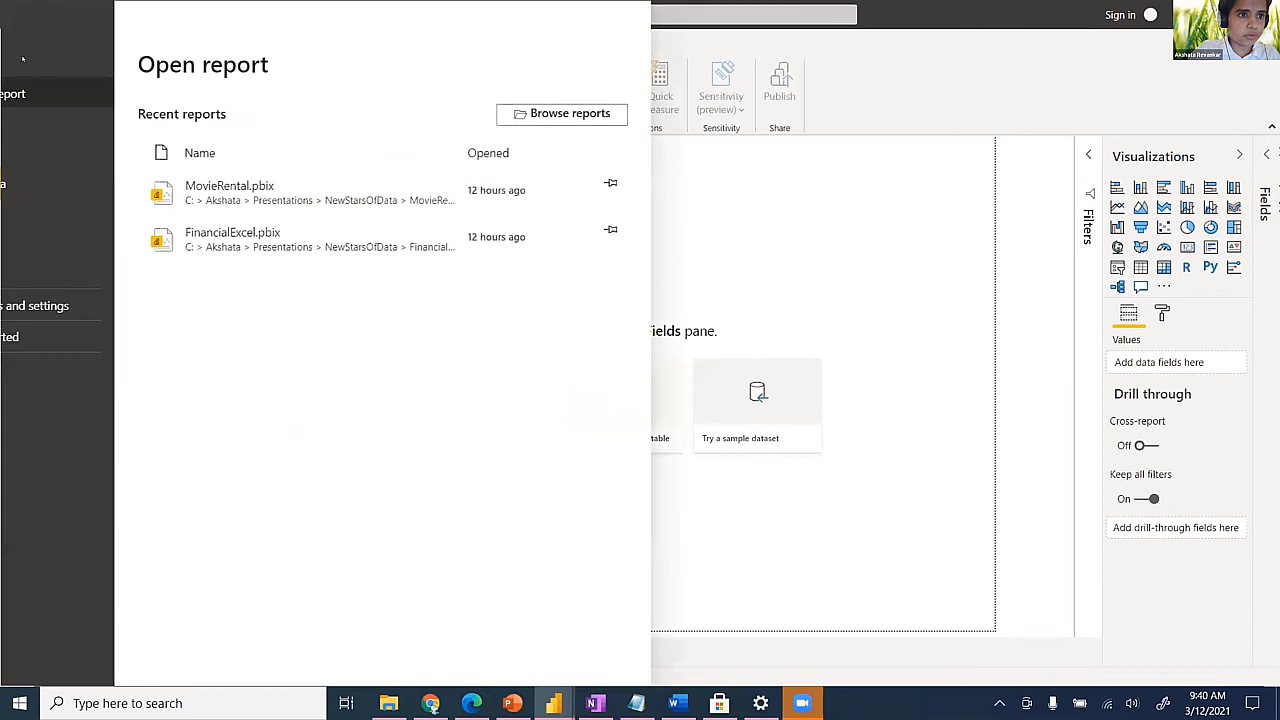 Sign in
Akshata Revankar
Open report
eport
Quick
easure
Sensitivity
(preview)
Publish
Sensitivity
Share
Recent reports
Browse reports
Name
Opened
MovieRental.pbix
C: > Akshata > Presentations > NewStarsOfData > MovieRe...
12 hours ago
FinancialExcel.pbix
C: > Akshata > Presentations > NewStarsOfData > Financial...
12 hours ago
s and settings
ted
ields pane.
table
Try a sample dataset
Filters
Visualizations
Fields
R
Py
Values
Add data fields here
Drill through
Cross-report
Off
Keep all filters
On
Add drill-through fields here
Type here to search
9:40 AM
3/12/2021